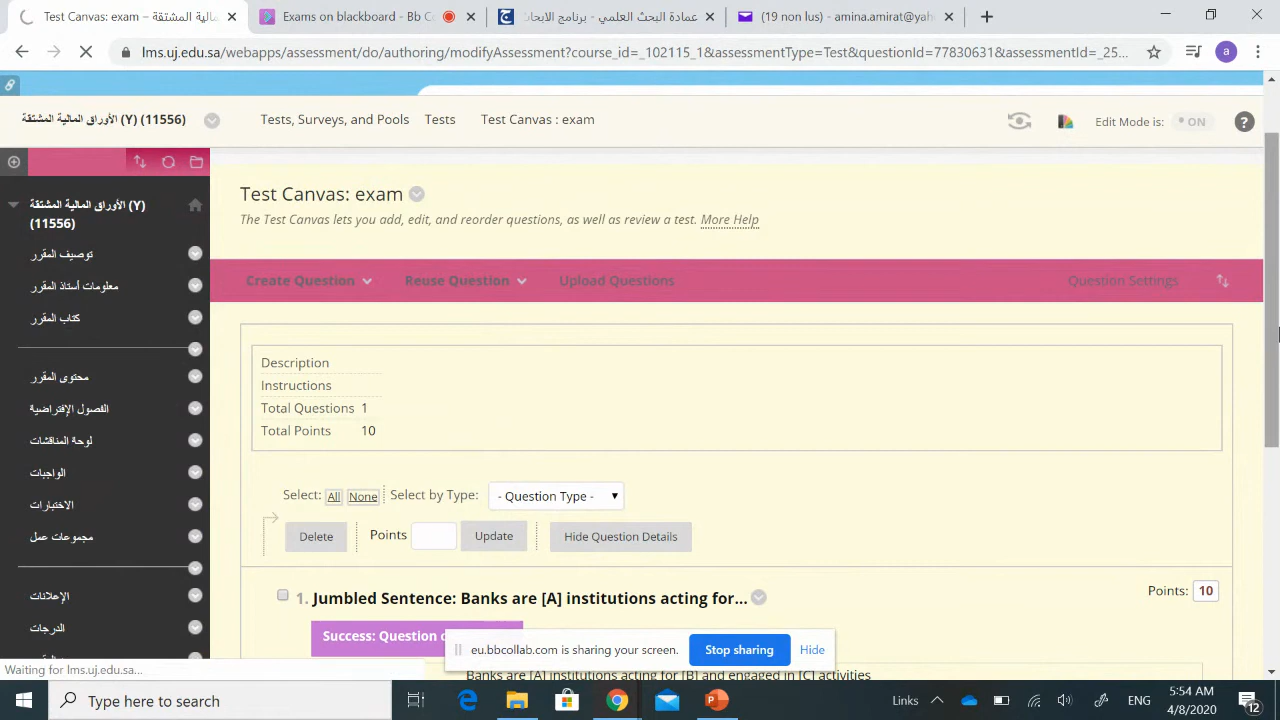 Test Canvas: exam – الأوراق المالية المشتقة
Exams on blackboard - Bb C
عمادة البحث العلمي - برنامج الابحاث
(19 non lus) - amina.amirat@yah
lms.uj.edu.sa/webapps/assessment/do/authoring/modifyAssessment?course_id=_102115_1&assessmentType=Test&questionId=77830631&assessmentId=_25...
a
الأوراق المالية المشتقة (Y) (11556)
Tests, Surveys, and Pools
Tests
Test Canvas : exam
Edit Mode is:
ON
?
الأوراق المالية المشتقة (Y)
(11556)
توصيف المقرر
معلومات أستاذ المقرر
كتاب المقرر
محتوى المقرر
الفصول الإفتراضية
لوحة المناقشات
الواجبات
الاختبارات
مجموعات عمل
الإعلانات
الدرجات
Test Canvas: exam
The Test Canvas lets you add, edit, and reorder questions, as well as review a test. More Help
Create Question
Reuse Question
Upload Questions
Question Settings
Description
Instructions
Total Questions 1
Total Points 10
Select: All None Select by Type: - Question Type -
Delete Points Update Hide Question Details
1. Jumbled Sentence: Banks are [A] institutions acting for...
Points: 10
Success: Question
eu.bbcollab.com is sharing your screen. Stop sharing Hide
Banks are [A] institutions acting for [B] and engaged in [C] activities
Waiting for lms.uj.edu.sa...
Type here to search
Links
ENG
5:54 AM
4/8/2020
12